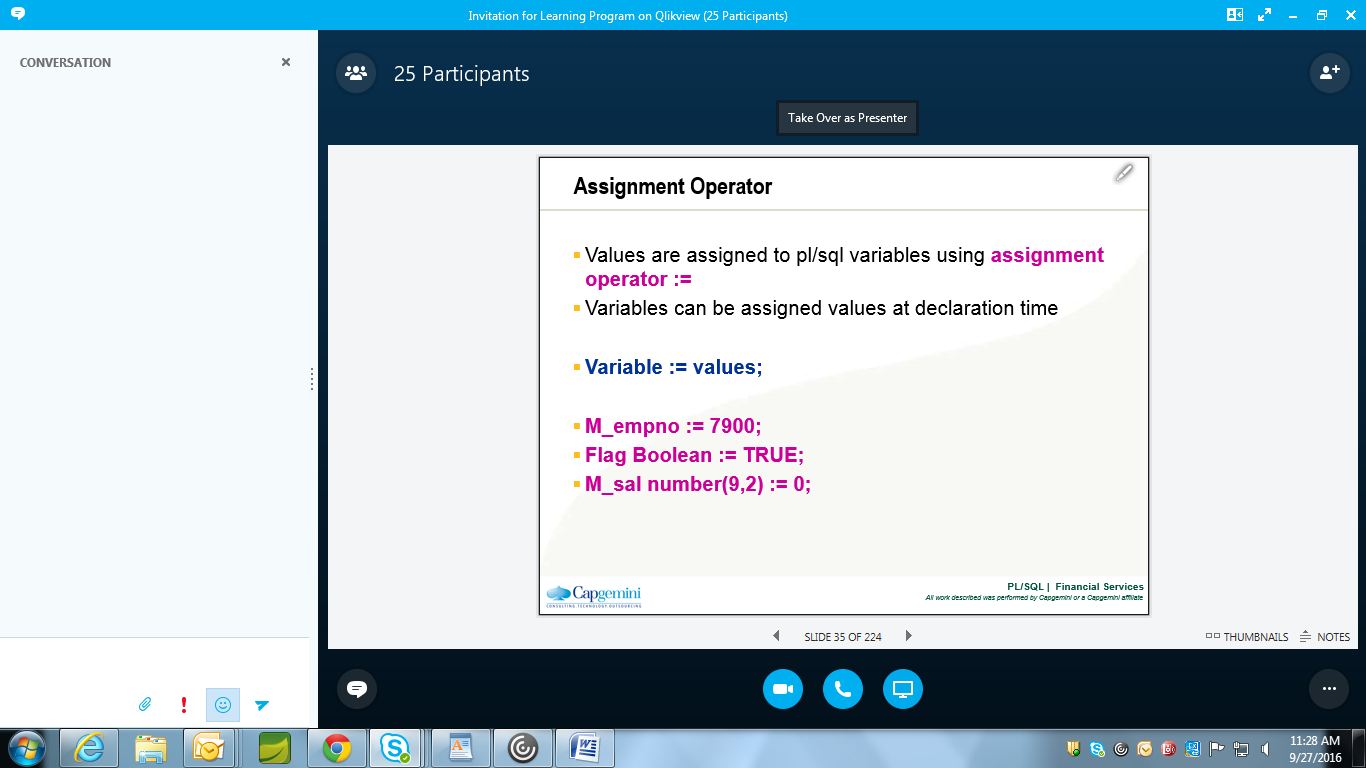 Invitation for Learning Program on Qlikview (25 Participants)
CONVERSATION
25 Participants
Take Over as Presenter
Assignment Operator
Values are assigned to pl/sql variables using assignment
operator :=
Variables can be assigned values at declaration time
Variable := values;
M_empno := 7900;
Flag Boolean := TRUE;
M_sal number(9,2) := 0;
Capgemini
CONSULTING.TECHNOLOGY.OUTSOURCING
PL/SQL | Financial Services
All work described was performed by Capgemini or a Capgemini affiliate
SLIDE 35 OF 224
THUMBNAILS
NOTES
11:28 AM
9/27/2016